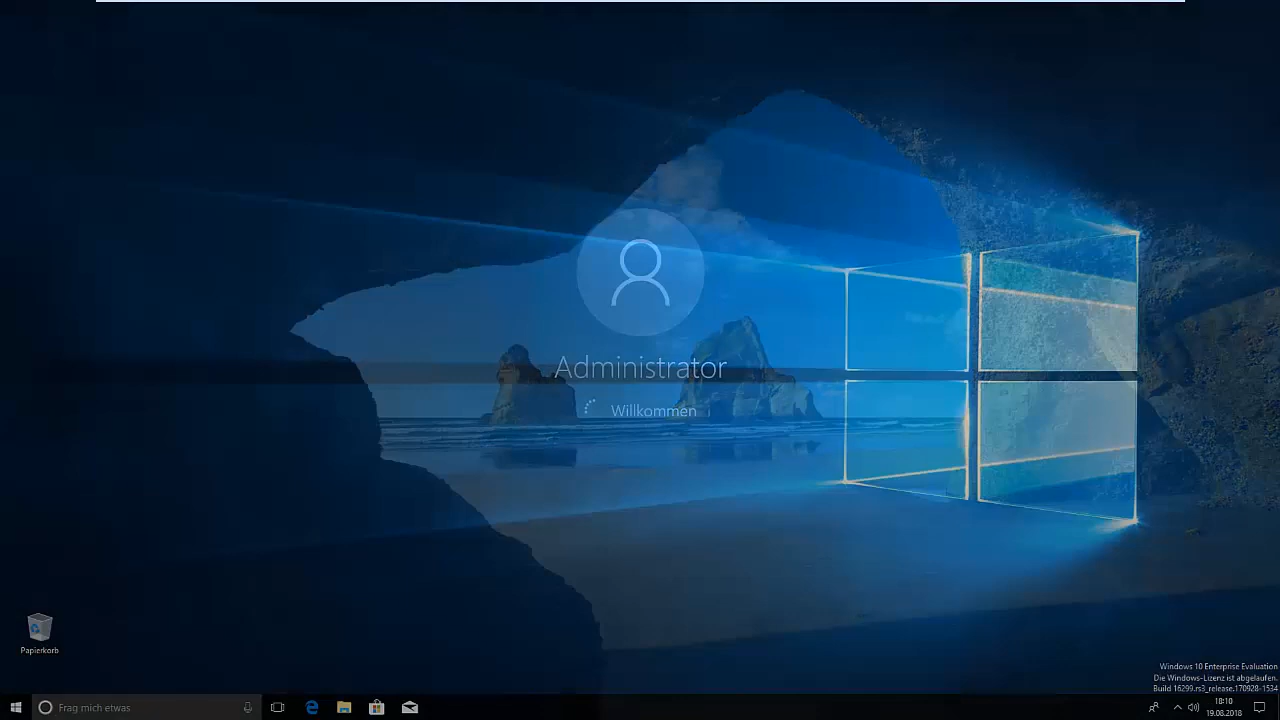 Administrator
Willkommen
Papierkorb
Windows 10 Enterprise Evaluation
Die Windows-Lizenz ist abgelaufen.
Build 16299.rs3_release.170928-1534
Frag mich etwas
18:10
19.08.2018